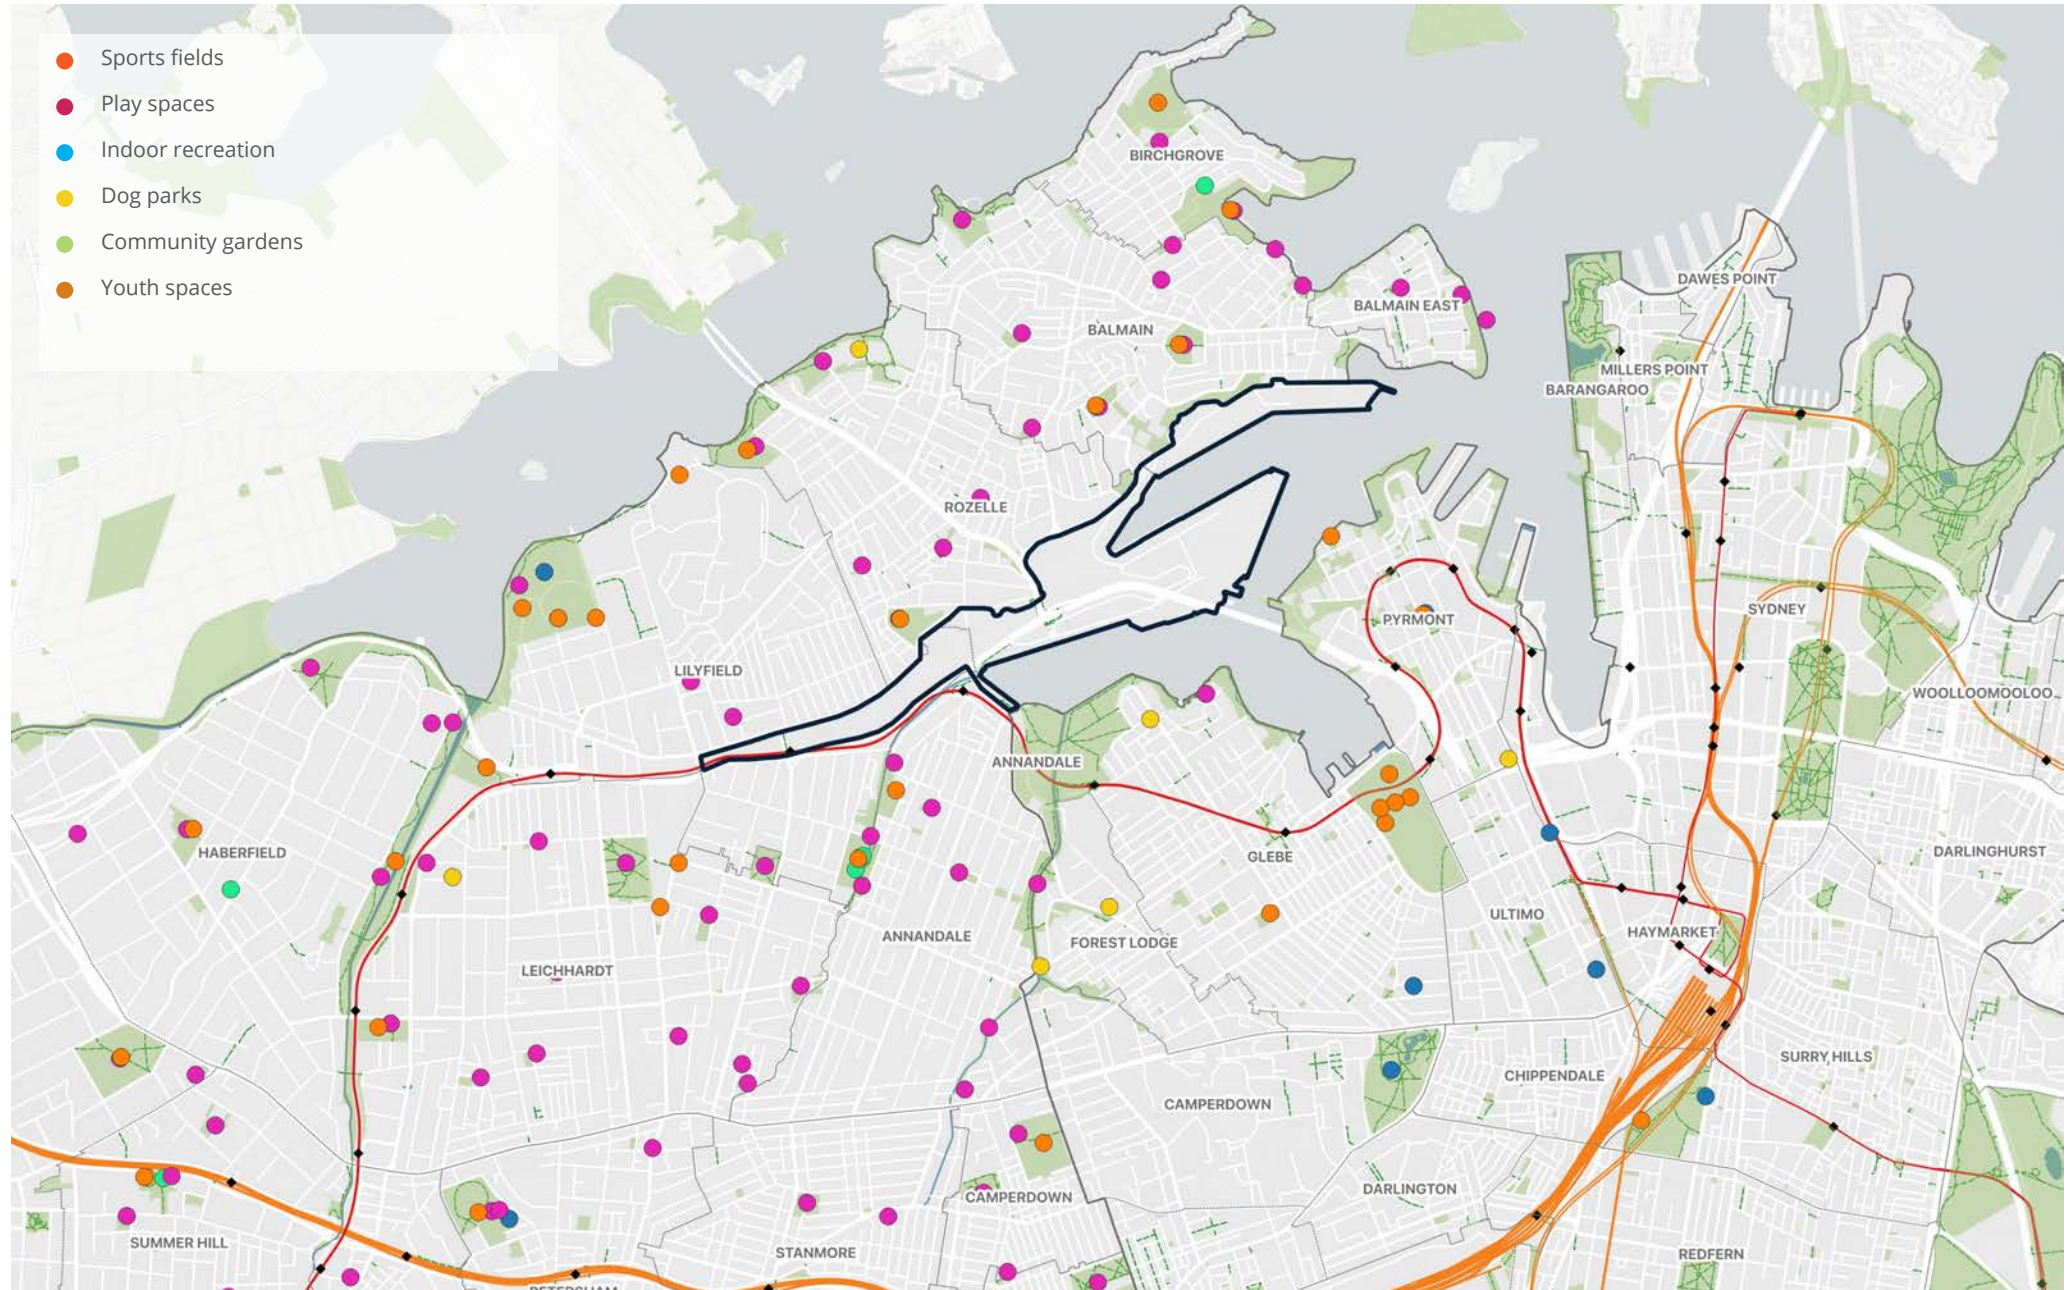 Sports fields
Play spaces
Indoor recreation
Dog parks
Community gardens
Youth spaces
BIRCHGROVE
DAWES POINT
BALMAIN EAST
BALMAIN
MILLERS POINT
BARANGAROO
ROZELLE
SYDNEY
PYRMONT
LILYFIELD
WOOLLOOMOOLOO
ANNANDALE
HABERFIELD
GLEBE
DARLINGHURST
ULTIMO
HAYMARKET
ANNANDALE
FOREST LODGE
LEICHHARDT
SURRY HILLS
CHIPPENDALE
CAMPERDOWN
DARLINGTON
CAMPERDOWN
SUMMER HILL
STANMORE
REDFERN
PETERSHAM